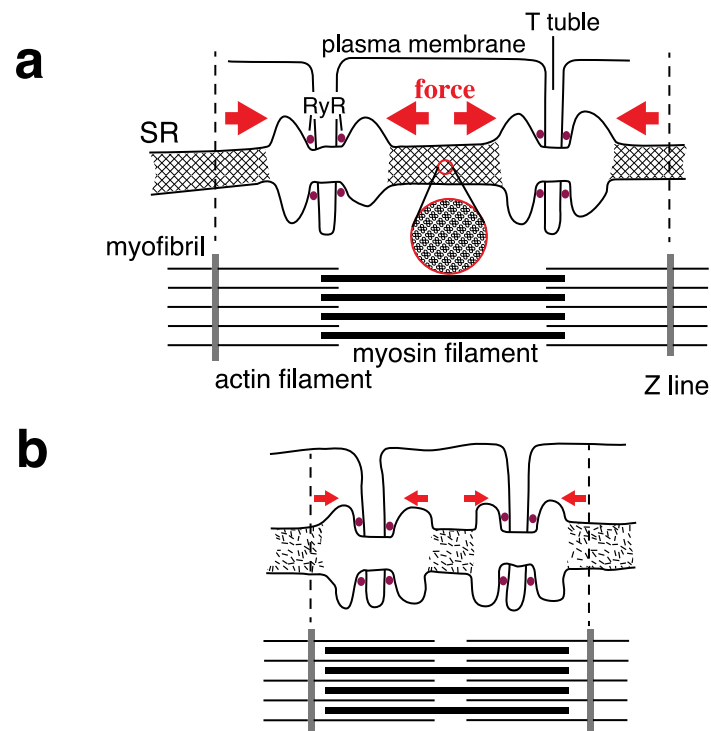 a
T tuble
plasma membrane
force
RyR
SR
myofibril
myosin filament
actin filament
Z line
b